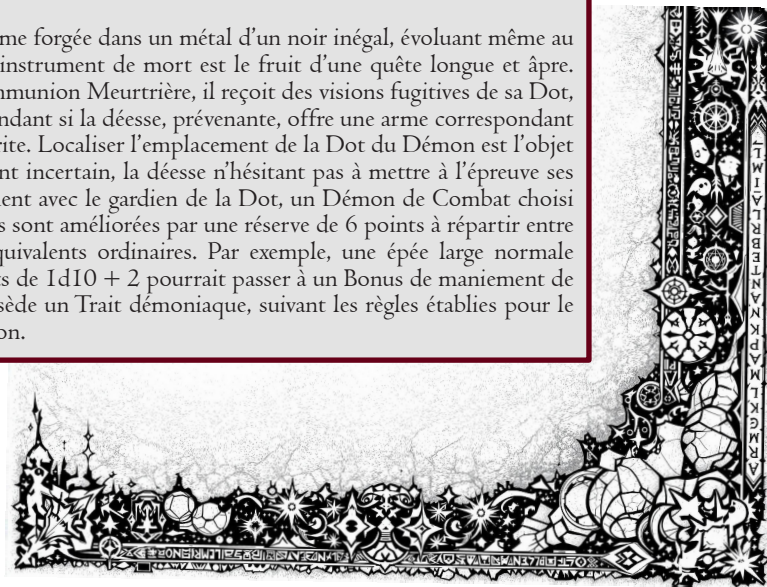 me forgée dans un métal d'un noir inégal, évoluant même au
instrument de mort est le fruit d'une quête longue et âpre.
mmunion Meurtrière, il reçoit des visions fugitives de sa Dot,
ndant si la déesse, prévenante, offre une arme correspondant
rite. Localiser l'emplacement de la Dot du Démon est l'objet
nt incertain, la déesse n'hésitant pas à mettre à l'épreuve ses
ent avec le gardien de la Dot, un Démon de Combat choisi
s sont améliorées par une réserve de 6 points à répartir entre
quivalents ordinaires. Par exemple, une épée large normale
ts de 1d10 + 2 pourrait passer à un Bonus de maniement de
sède un Trait démoniaque, suivant les règles établies pour le
on.